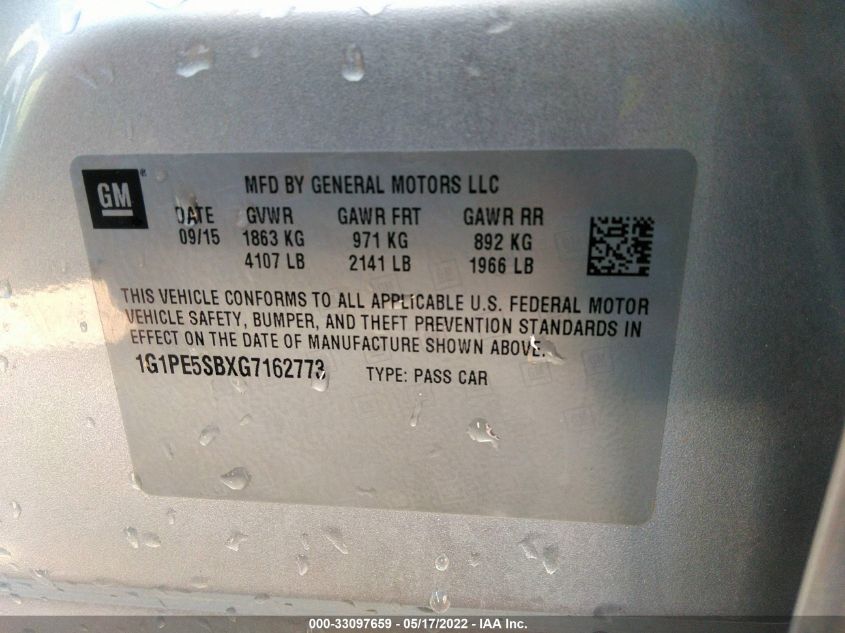 GM ®
MFD BY GENERAL MOTORS LLC
DATE GVWR GAWR FRT GAWR RR
09/15 1863 KG 971 KG 892 KG
4107 LB 2141 LB 1966 LB
THIS VEHICLE CONFORMS TO ALL APPLICABLE U.S. FEDERAL MOTOR
VEHICLE SAFETY, BUMPER, AND THEFT PREVENTION STANDARDS IN
EFFECT ON THE DATE OF MANUFACTURE SHOWN ABOVE.
1G1PE5SBXG7162773 TYPE: PASS CAR
000-33097659 - 05/17/2022 - IAA Inc.